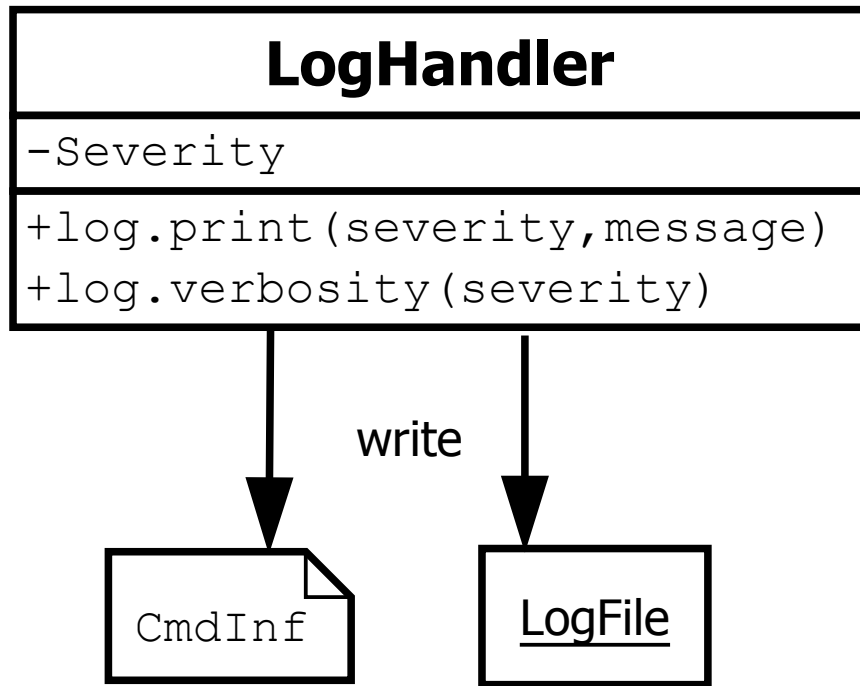 LogHandler
-Severity
+log.print(severity,message)
+log.verbosity(severity)
write
CmdInf
LogFile